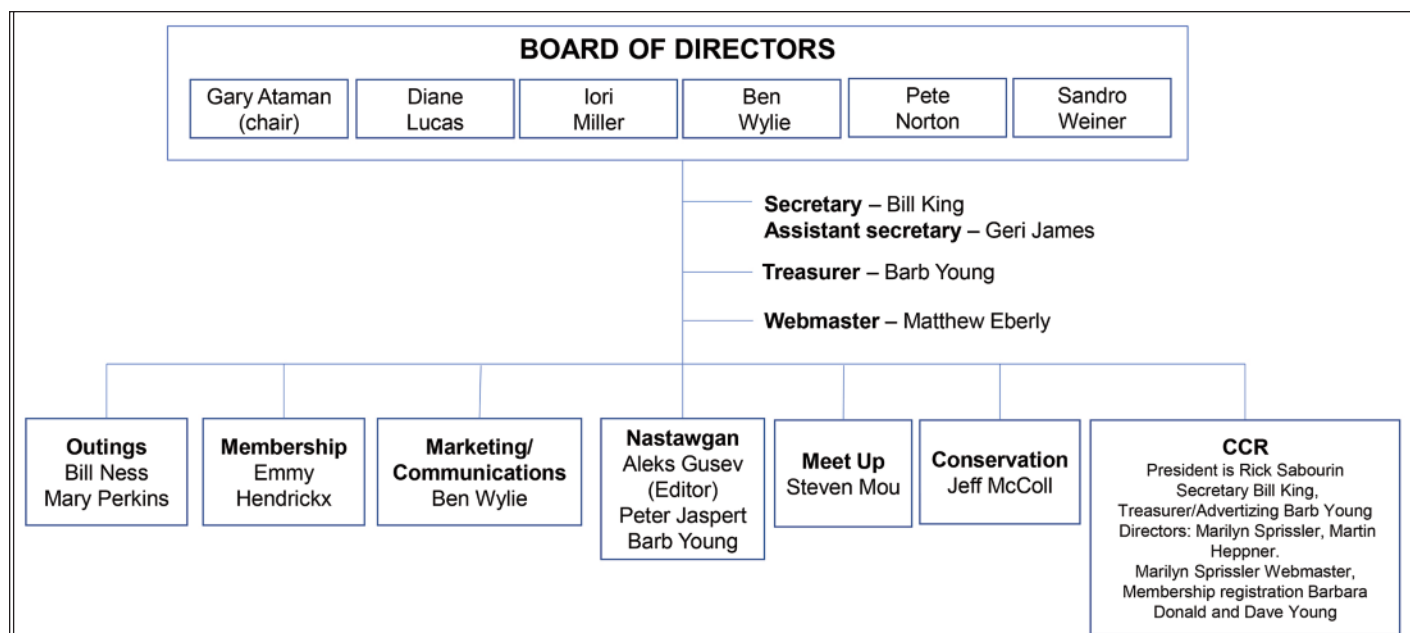 BOARD OF DIRECTORS
Gary Ataman
(chair)
Diane
Lucas
Iori
Miller
Ben
Wylie
Pete
Norton
Sandro
Weiner
Secretary – Bill King
Assistant secretary – Geri James
Treasurer – Barb Young
Webmaster – Matthew Eberly
Outings
Bill Ness
Mary Perkins
Membership
Emmy
Hendrickx
Marketing/
Communications
Ben Wylie
Nastawgan
Aleks Gusev
(Editor)
Peter Jaspert
Barb Young
Meet Up
Steven Mou
Conservation
Jeff McColl
CCR
President is Rick Sabourin
Secretary Bill King,
Treasurer/Advertizing Barb Young
Directors: Marilyn Sprissler, Martin
Heppner.
Marilyn Sprissler Webmaster,
Membership registration Barbara
Donald and Dave Young